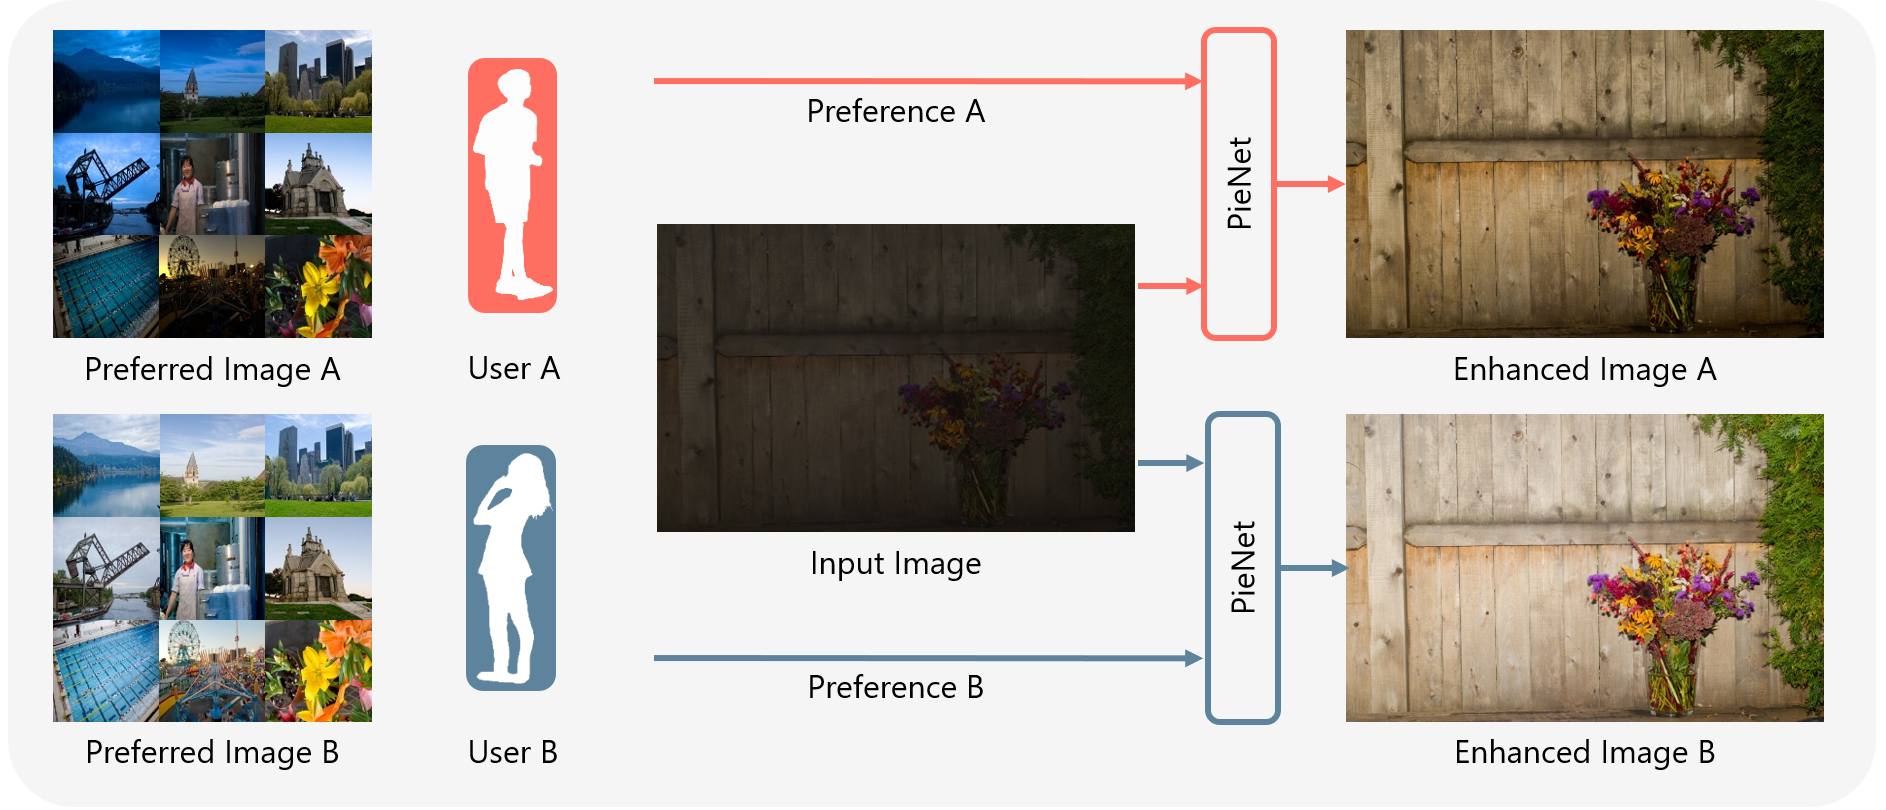 Preferred Image A
User A
Preference A
PieNet
Enhanced Image A
Input Image
Preferred Image B
User B
Preference B
PieNet
Enhanced Image B